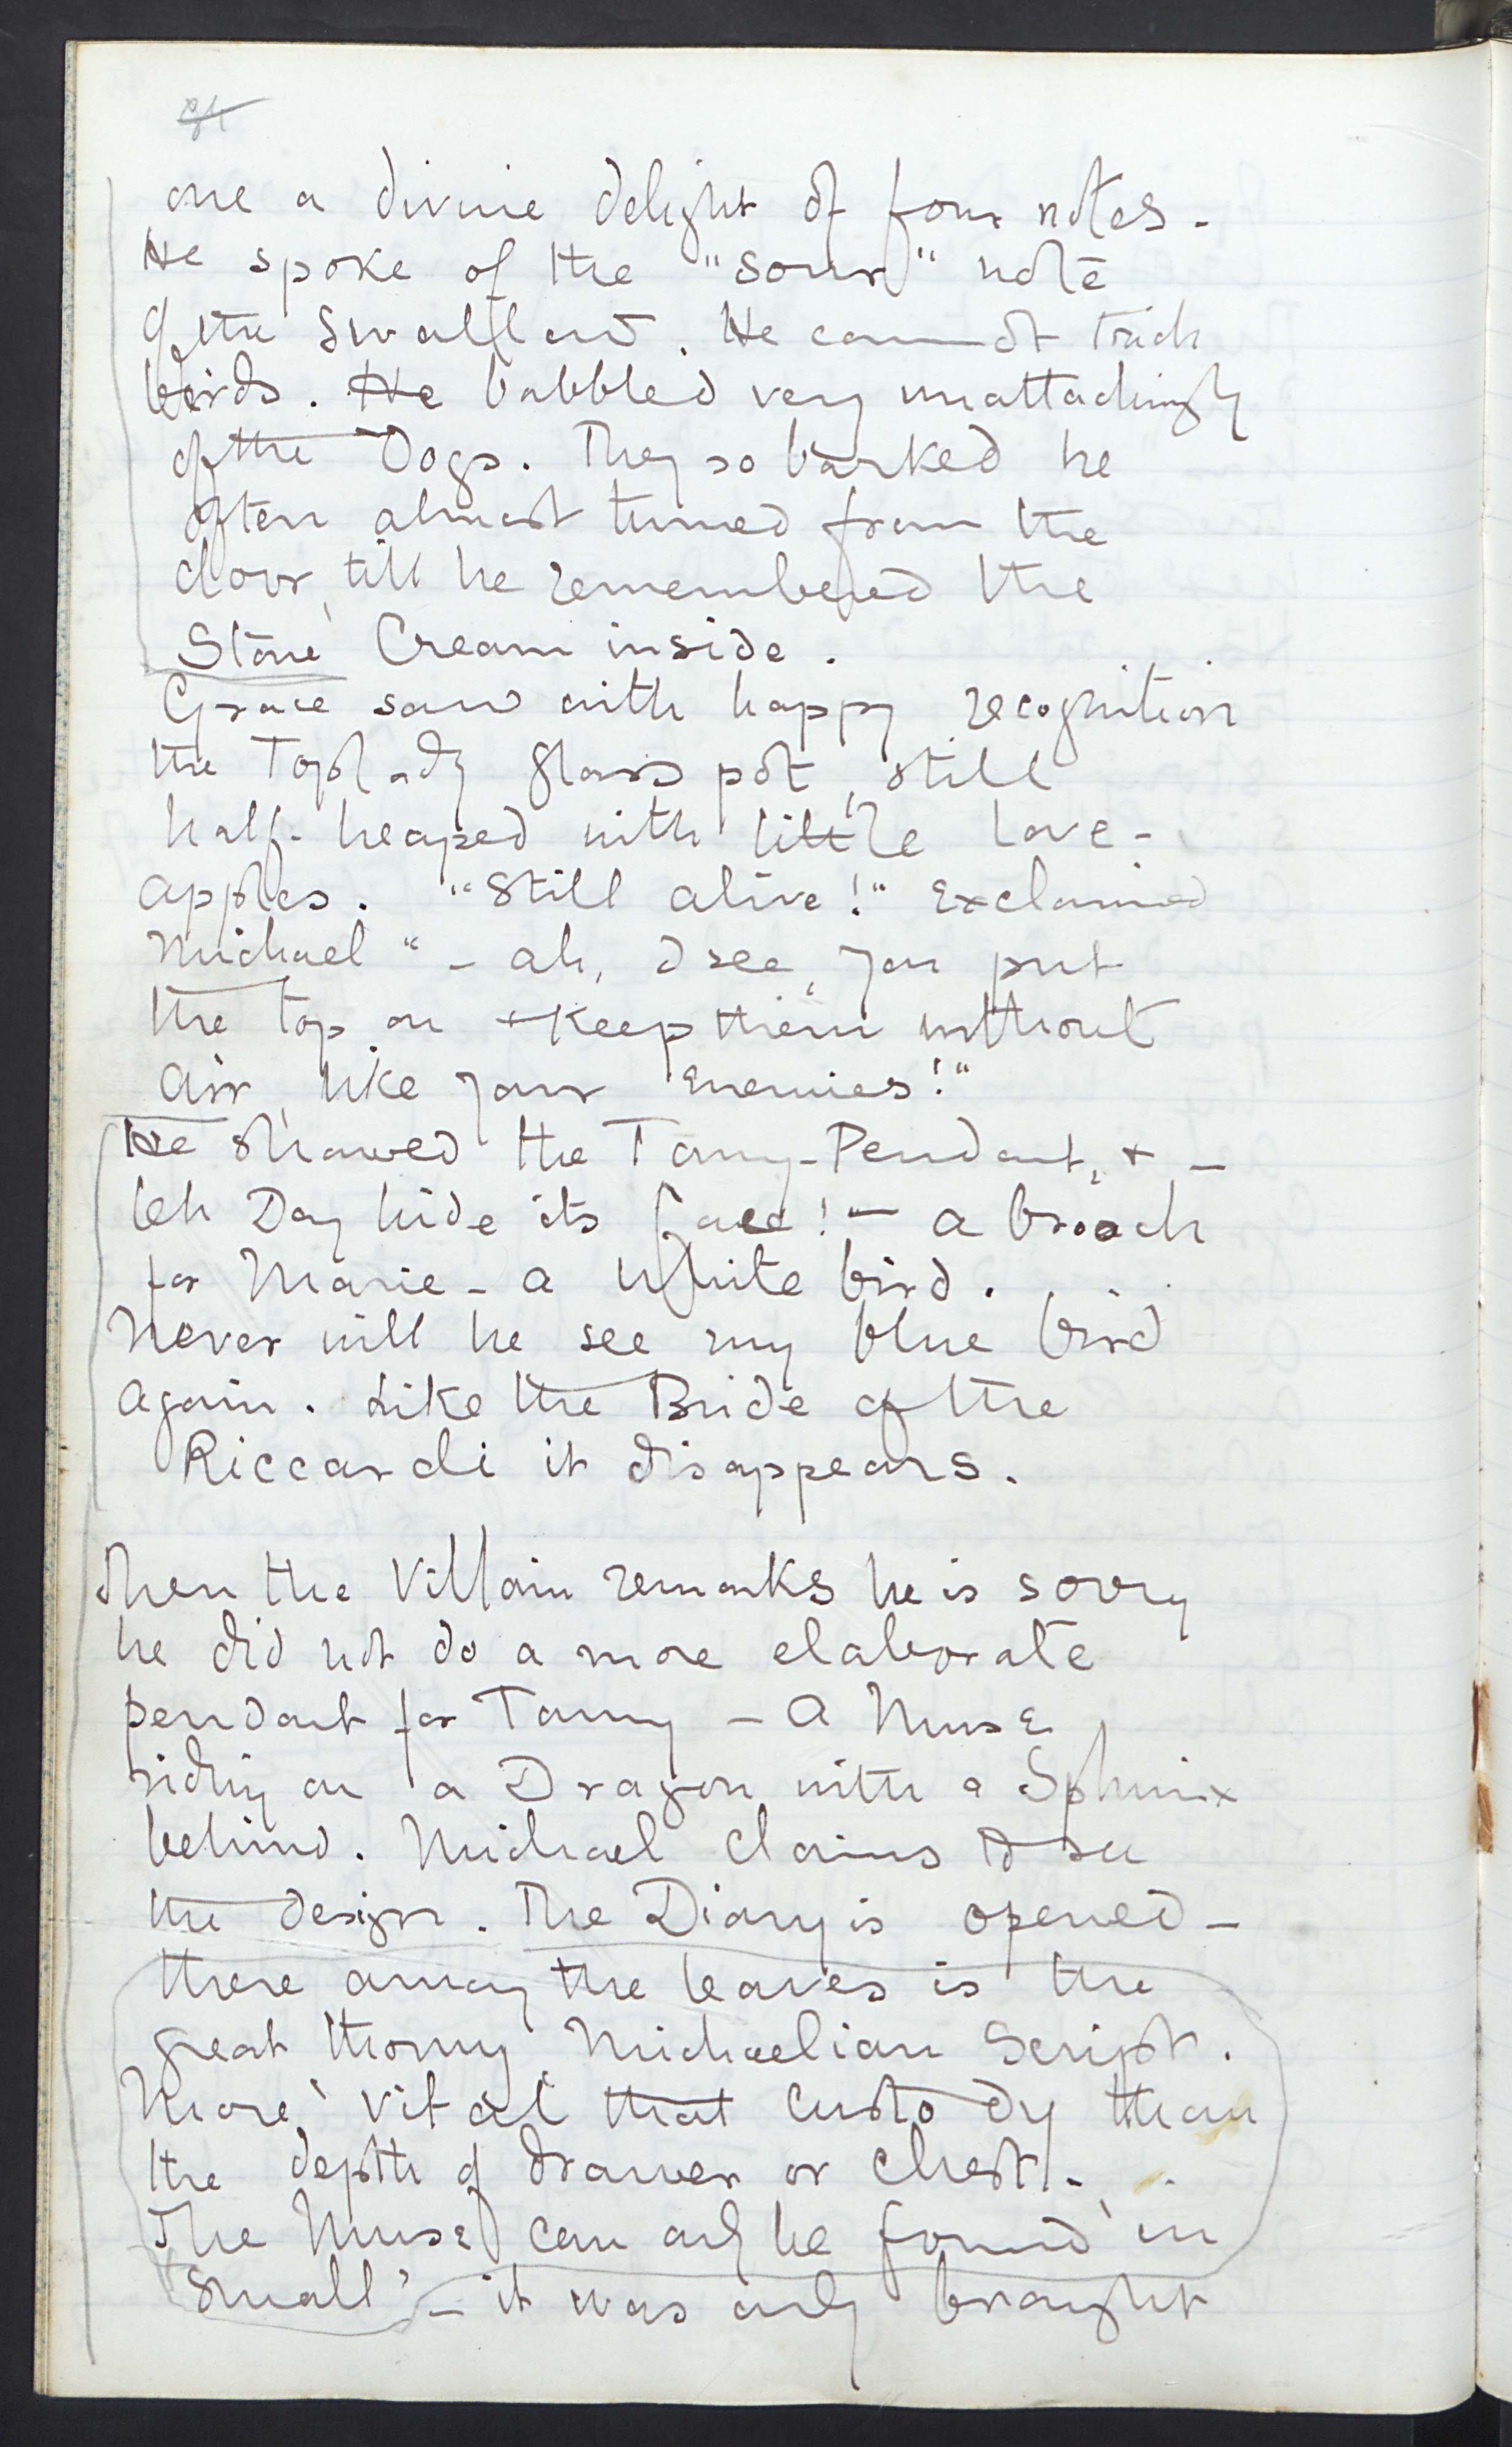 one a divine delight of four notes.
He spoke of the "sour" note
of the Swallow. He cannot touch
birds. He babbled very unattachingly
of the Dogs. They so barked he
often almost turned from the
door, till he remembered the
Stone Cream inside.
Grace saw with happy recognition
the Toplady glass pot, still
half-heaped with little love-
apples. "Still alive!" Exclaimed
Michael "- ah, I see, you put
the top on & keep them without
air, like your Enemies!"
He showed the Tommy-Pendant, & -
let Day hide its face! - a brooch
for Marie - a white bird.
Never will he see my blue bird
again. Like the Bride of the
Riccardi it disappears.
Then the Villain remarks he is sorry
he did not do a more elaborate
pendant for Tommy - A Muse
riding on a Dragon with a Sphinx
behind. Michael claims to see
the design. The Diary is opened -
there among the leaves is the
great thorny Michaelian Script.
More vital that custody than
the depth of drawer or chest.
The Muse can only be found in
'small' - it was only brought